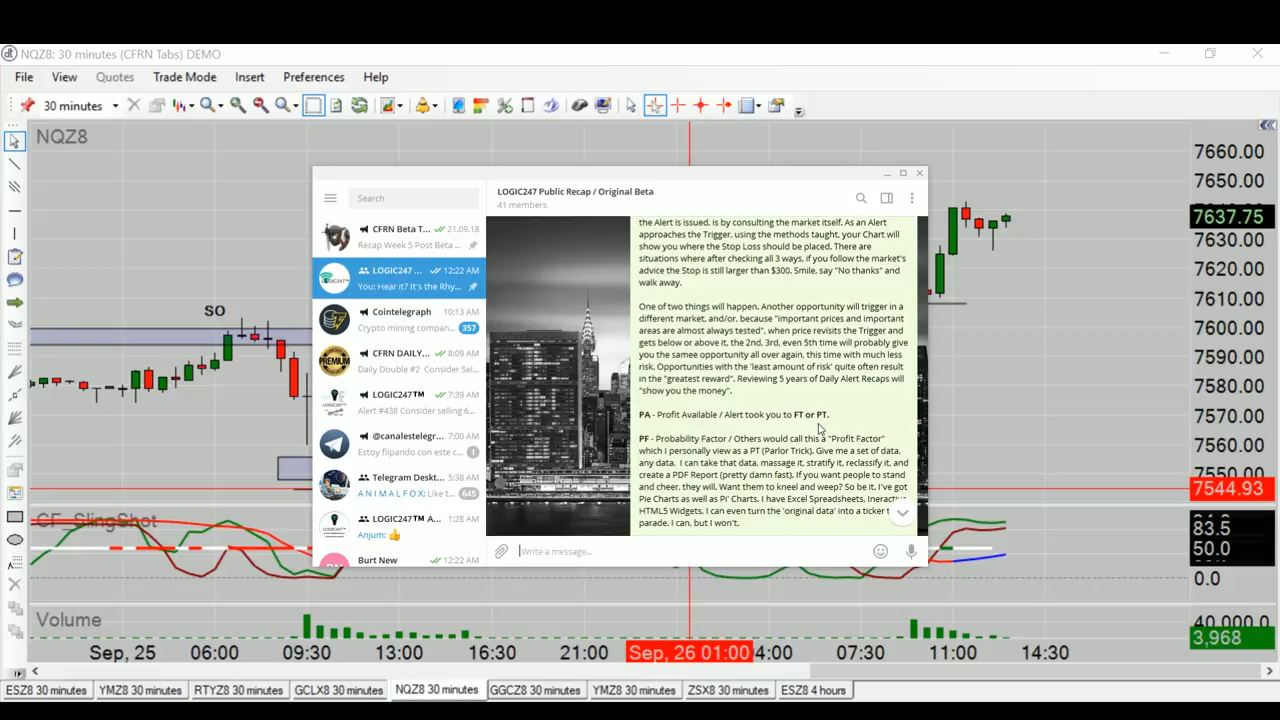 NQZ8: 30 minutes (CFRN Tabs) DEMO
File View Quotes Trade Mode Insert Preferences Help
30 minutes
NQZ8
SO
CF_SlingShot
Volume
7660.00
7650.00
7637.75
7630.00
7620.00
7610.00
7600.00
7590.00
7580.00
7570.00
7560.00
7550.00
7544.93
83.5
50.0
0.0
40,000.0
3,968
Search
CFRN Beta T... 21.09.18
Recap Week 5 Post Beta ...
LOGIC247 ... 12:22 AM
You: Hear it? It's the Rhy...
Cointelegraph 10:13 AM
Crypto mining compan... 357
CFRN DAILY... 8:09 AM
Daily Double #2 Consider Sel...
LOGIC247™ 7:39 AM
Alert #438 Consider selling 6...
@canalestelegr... 7:00 AM
Estoy flipando con este c... 1
Telegram Deskt... 5:38 AM
A N I M A L F O X: Like t... 645
LOGIC247™ A... 1:28 AM
Anjum: 👍
Burt New 12:22 AM
LOGIC247 Public Recap / Original Beta
41 members
the Alert is issued, is by consulting the market itself. As an Alert
approaches the Trigger, using the methods taught, your Chart will
show you where the Stop Loss should be placed. There are
situations where after checking all 3 ways, if you follow the market's
advice the Stop is still larger than $300. Smile, say "No thanks" and
walk away.
One of two things will happen. Another opportunity will trigger in a
different market, and/or, because "important prices and important
areas are almost always tested", when price revisits the Trigger and
gets below or above it, the 2nd, 3rd, even 5th time will probably give
you the samee opportunity all over again, this time with much less
risk. Opportunities with the 'least amount of risk' quite often result
in the "greatest reward". Reviewing 5 years of Daily Alert Recaps will
"show you the money".
PA - Profit Available / Alert took you to FT or PT.
PF - Probability Factor / Others would call this a "Profit Factor"
which I personally view as a PT (Parlor Trick). Give me a set of data,
any data, I can take that data, massage it, stratify it, reclassify it, and
create a PDF Report (pretty damn fast). If you want people to stand
and cheer, they will. Want them to kneel and weep? So be it. I've got
Pie Charts as well as Pi' Charts. I have Excel Spreadsheets, Ineractiv
HTML5 Widgets, I can even turn the 'original data' into a ticker t
parade. I can, but I won't.
Write a message...
Sep, 25 06:00 09:30 13:00 16:30 21:00 Sep, 26 01:00 4:00 07:30 11:00 14:30
ESZ8 30 minutes YMZ8 30 minutes RTYZ8 30 minutes GCLX8 30 minutes NQZ8 30 minutes GGCZ8 30 minutes YMZ8 30 minutes ZSX8 30 minutes ESZ8 4 hours